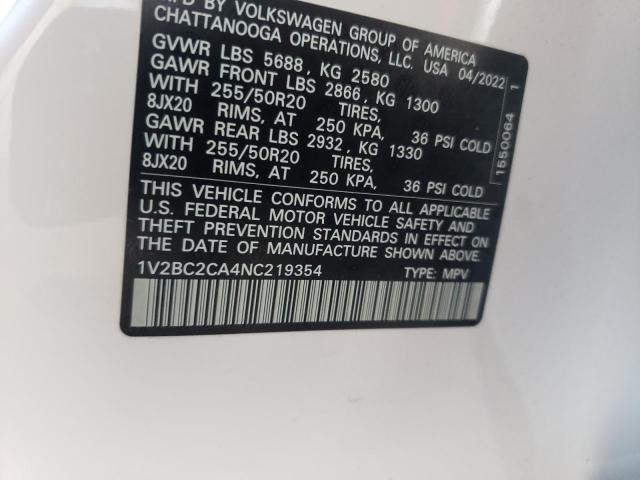 MFD BY VOLKSWAGEN GROUP OF AMERICA
CHATTANOOGA OPERATIONS, LLC. USA 04/2022
GVWR LBS 5688, KG 2580
GAWR FRONT LBS 2866, KG 1300
WITH 255/50R20 TIRES,
8JX20 RIMS, AT 250 KPA, 36 PSI COLD
GAWR REAR LBS 2932, KG 1330
WITH 255/50R20 TIRES,
8JX20 RIMS, AT 250 KPA, 36 PSI COLD
THIS VEHICLE CONFORMS TO ALL APPLICABLE
U.S. FEDERAL MOTOR VEHICLE SAFETY AND
THEFT PREVENTION STANDARDS IN EFFECT ON
THE DATE OF MANUFACTURE SHOWN ABOVE.
1V2BC2CA4NC219354 TYPE: MPV
1550064 1